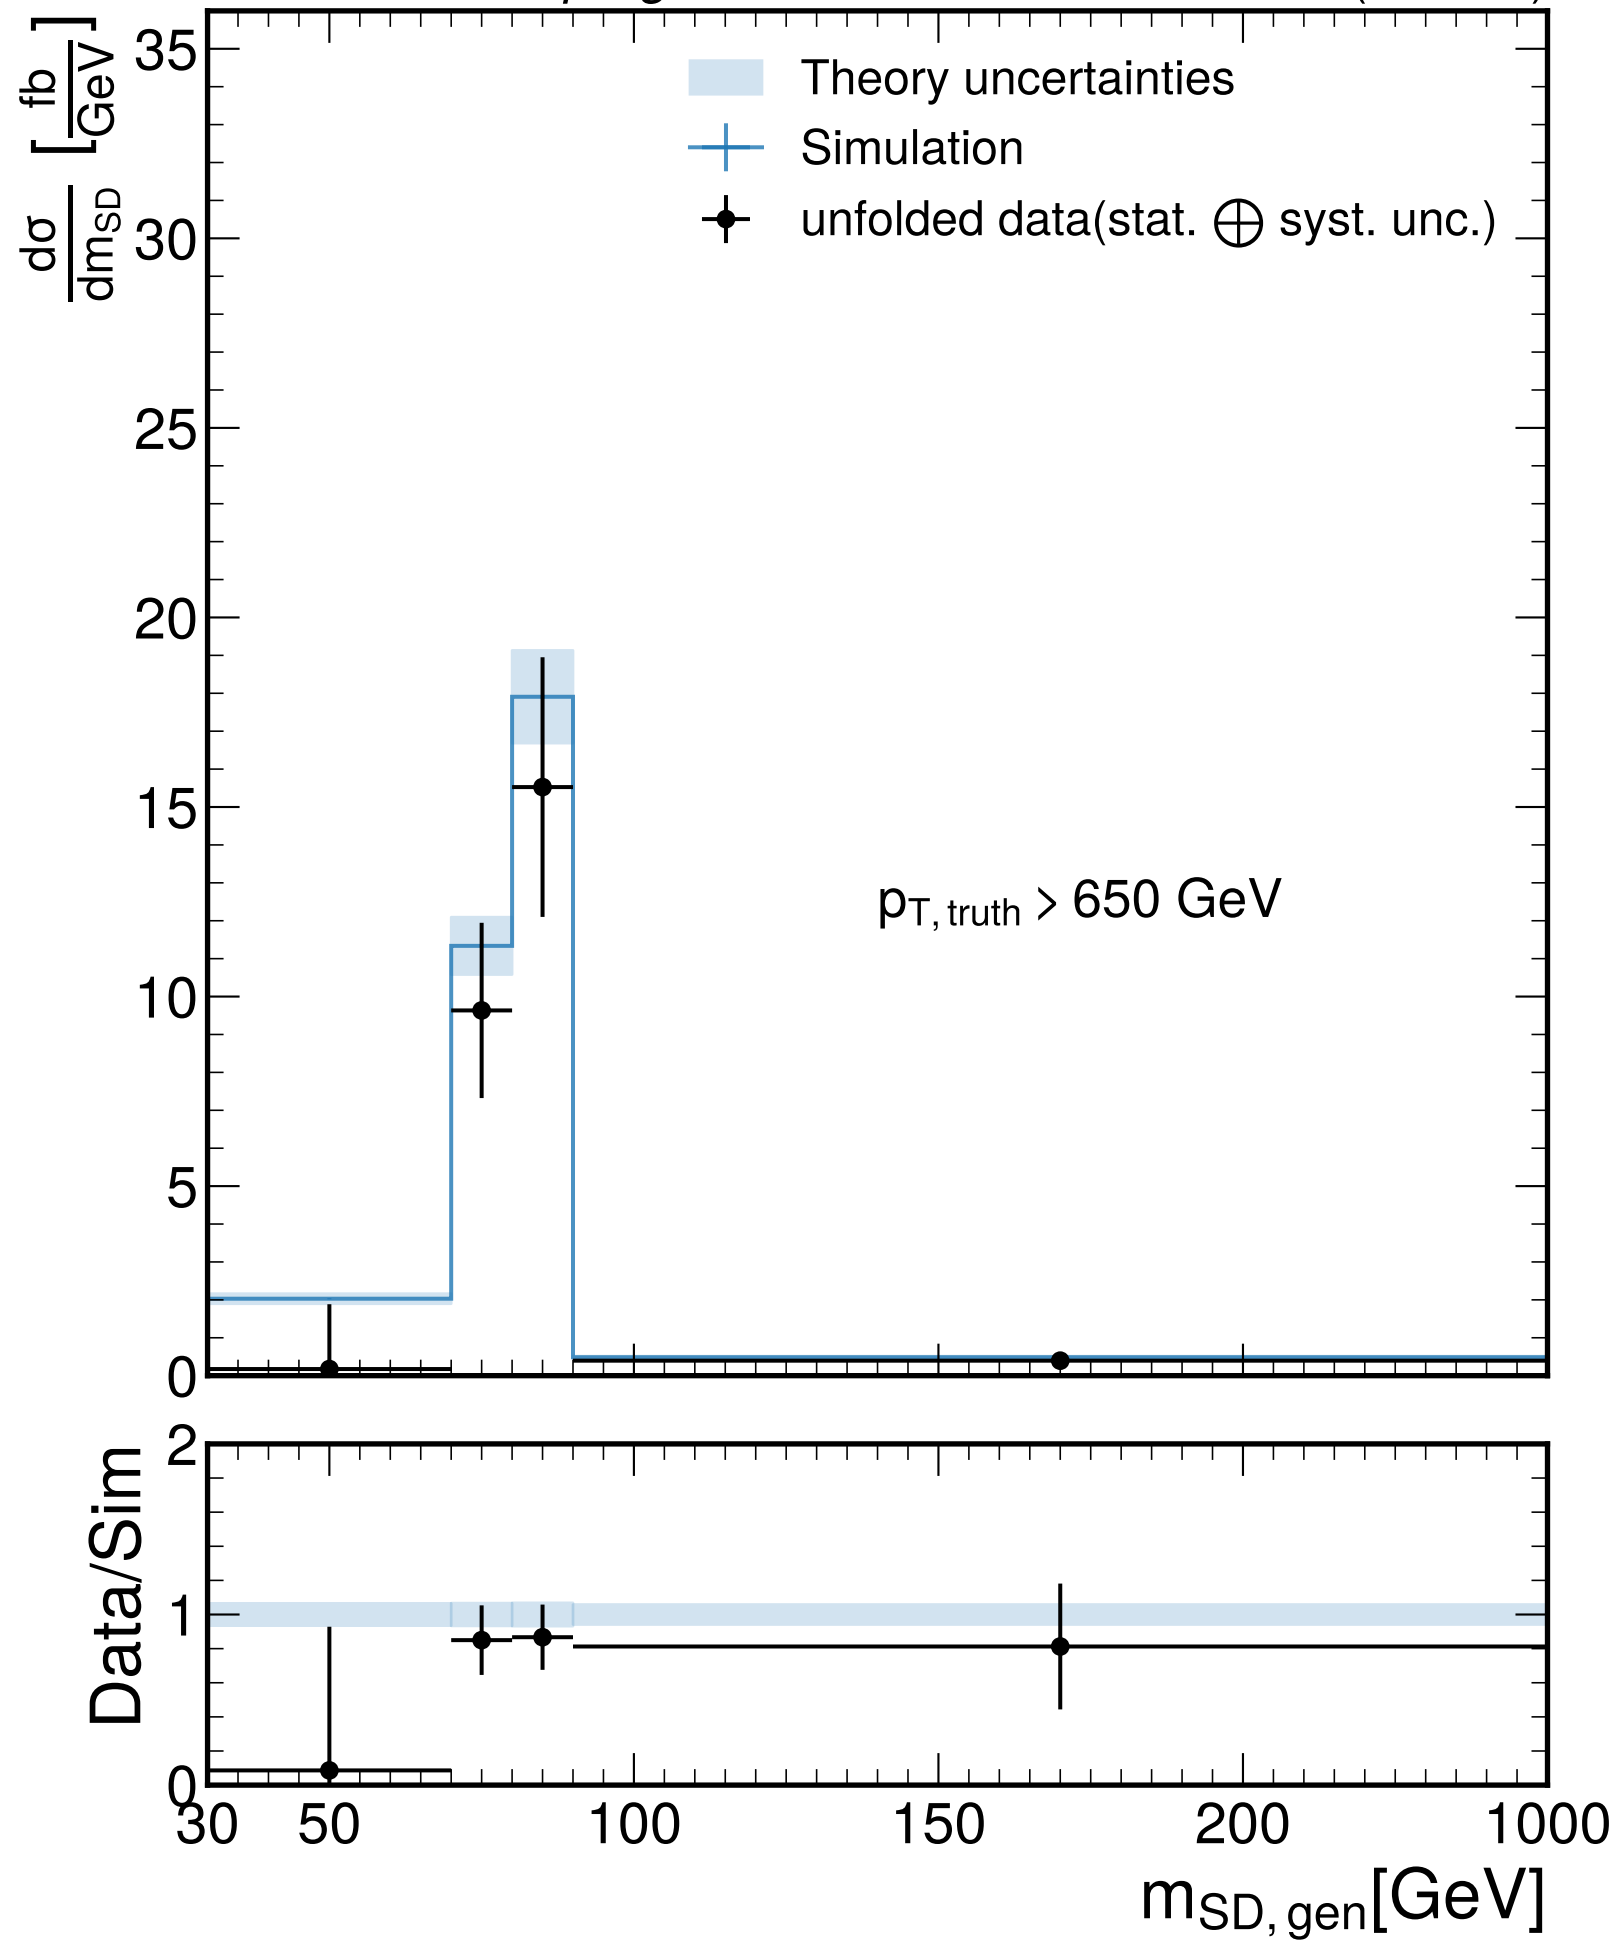 dσ/dm_SD [fb/GeV]
35
30
25
20
15
10
5
0
Theory uncertainties
Simulation
unfolded data(stat. ⊕ syst. unc.)
p_T, truth > 650 GeV
Data/Sim
2
1
0
30 50 100 150 200 1000
m_SD, gen[GeV]